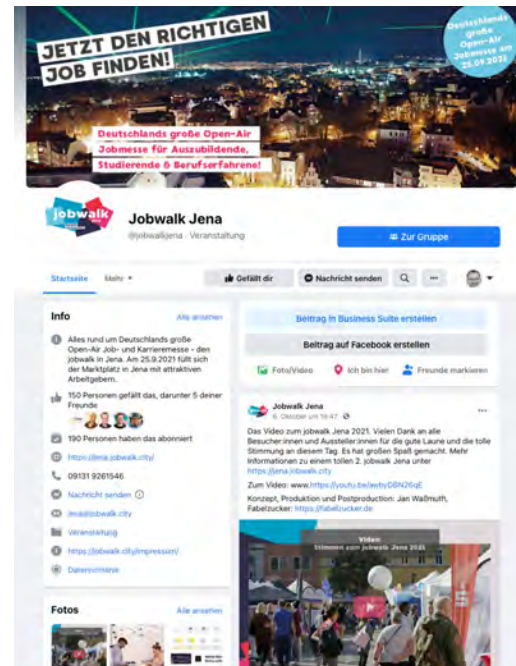 JETZT DEN RICHTIGEN
JOB FINDEN!
Deutschlands
große
Open-Air
Jobmesse am
25.09.2021
Deutschlands große Open-Air
Jobmesse für Auszubildende,
Studierende & Berufserfahrene!
jobwalk
Jobwalk Jena
@jobwalkjena · Veranstaltung
Zur Gruppe
Startseite
Mehr
Gefällt dir
Nachricht senden
Info
Alle ansehen
Alles rund um Deutschlands große
Open-Air Job- und Karrieremesse - den
jobwalk in Jena. Am 25.9.2021 füllt sich
der Marktplatz in Jena mit attraktiven
Arbeitgebern.
150 Personen gefällt das, darunter 5 deiner
Freunde
190 Personen haben das abonniert
https://jena.jobwalk.city/
09131 9261546
Nachricht senden
jena@jobwalk.city
Veranstaltung
https://jobwalk.city/impressum/
Datenrichtlinie
Fotos
Alle ansehen
Beitrag in Business Suite erstellen
Beitrag auf Facebook erstellen
Foto/Video
Ich bin hier
Freunde markieren
Jobwalk Jena
6. Oktober um 19:47
Das Video zum jobwalk Jena 2021. Vielen Dank an alle
Besucher:innen und Aussteller:innen für die gute Laune und die tolle
Stimmung an diesem Tag. Es hat großen Spaß gemacht. Mehr
Informationen zu einem tollen 2. jobwalk Jena unter
https://jena.jobwalk.city
Zum Video: www.https://youtu.be/awbyDBN26qE
Konzept, Produktion und Postproduction: Jan Waßmuth,
Fabelzucker: https://fabelzucker.de
Video:
Stimmen zum jobwalk Jena 2021